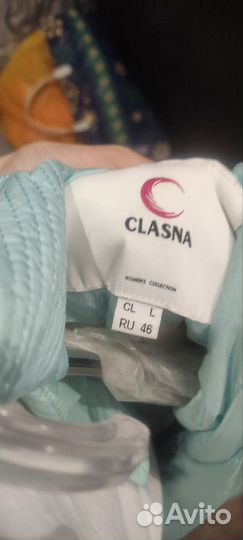 CLASNA
WOMEN'S COLLECTION
CL L
RU 46
Avito